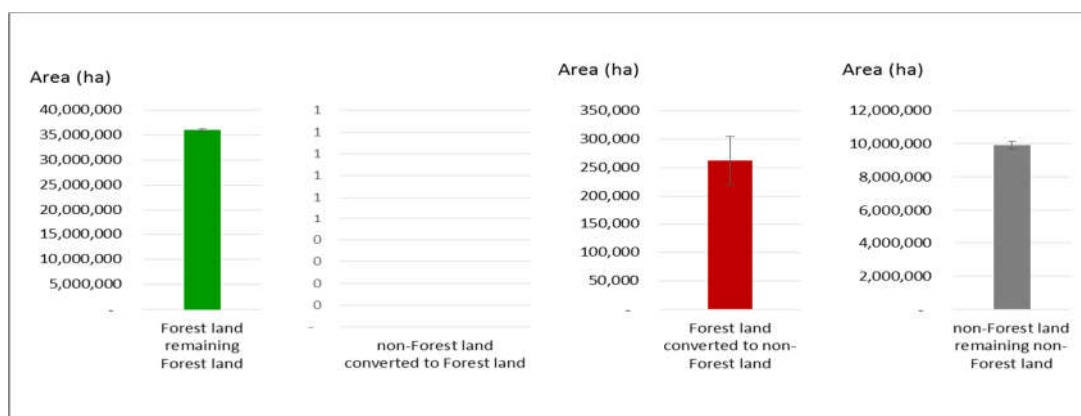 Area (ha)
40,000,000
35,000,000
30,000,000
25,000,000
20,000,000
15,000,000
10,000,000
5,000,000
-
Forest land
remaining
Forest land
1
1
1
1
1
1
0
0
0
0
-
non-Forest land
converted to Forest land
Area (ha)
350,000
300,000
250,000
200,000
150,000
100,000
50,000
-
Forest land
converted to non-
Forest land
Area (ha)
12,000,000
10,000,000
8,000,000
6,000,000
4,000,000
2,000,000
-
non-Forest land
remaining non-
Forest land